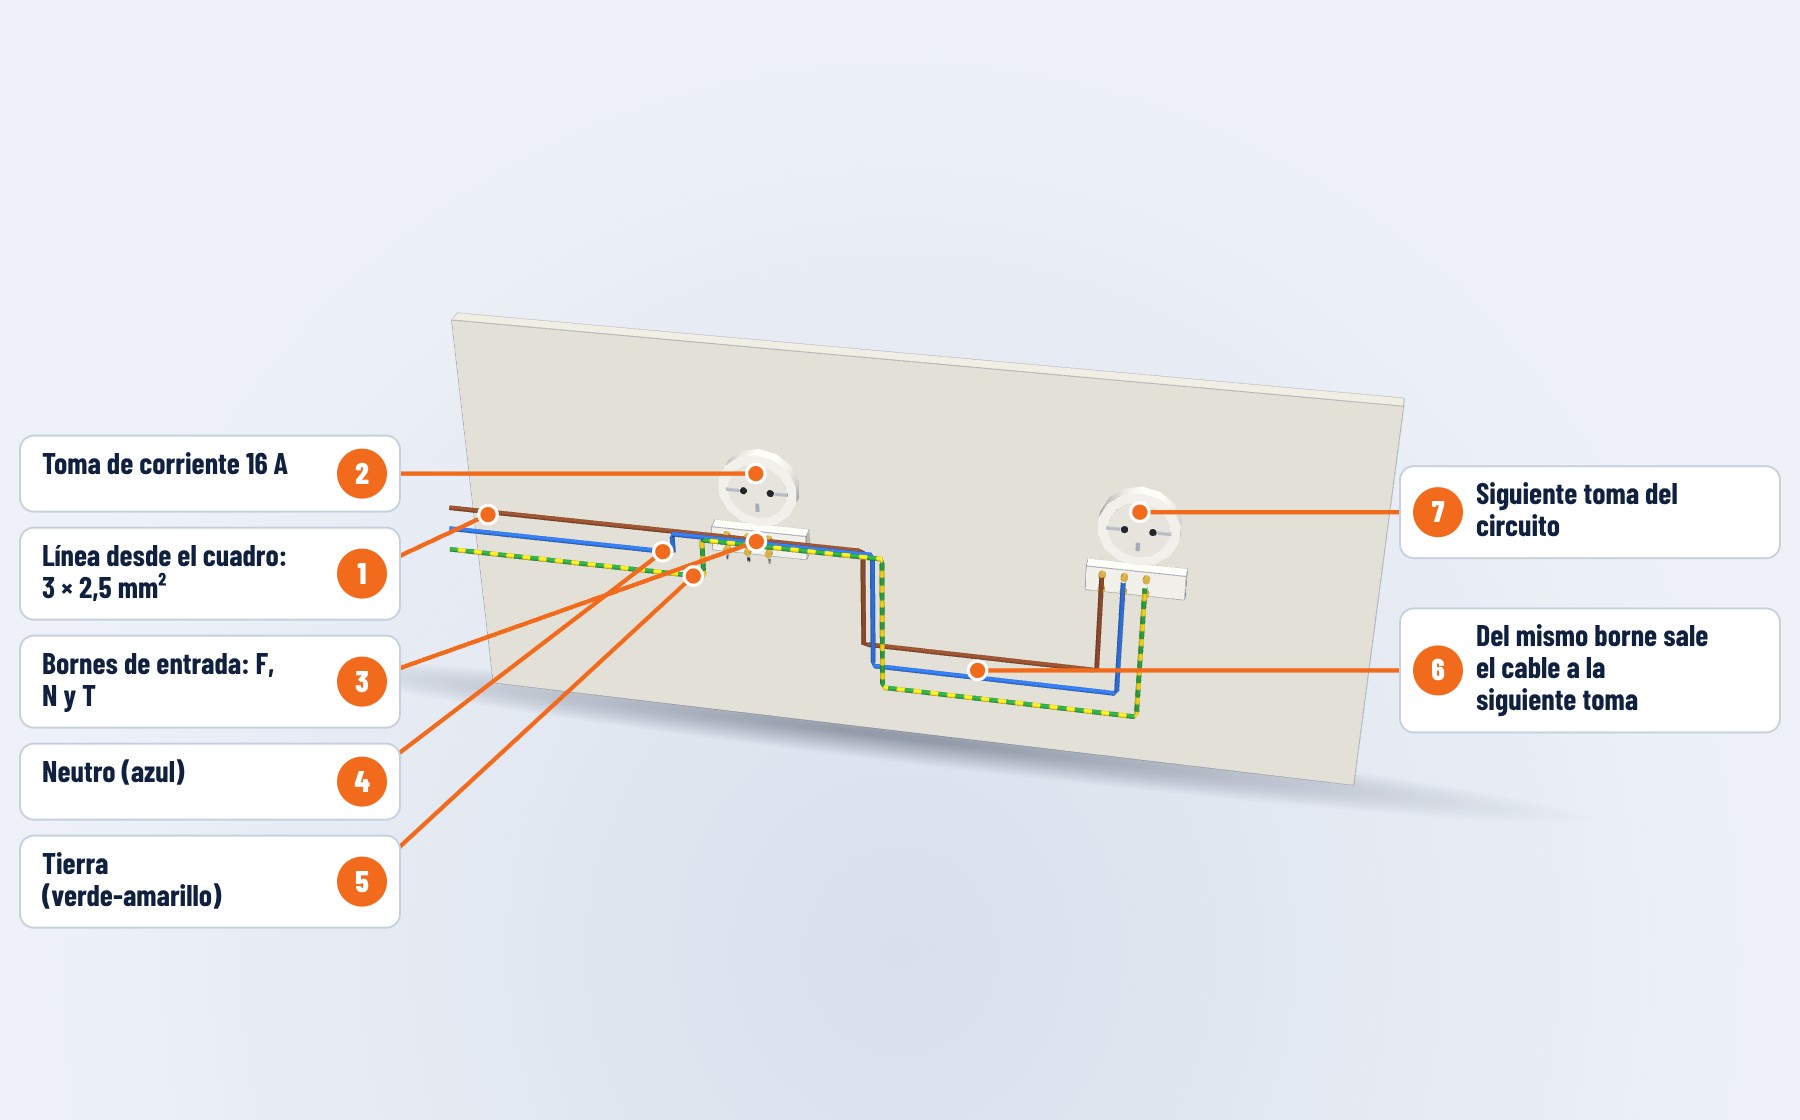 Toma de corriente 16 A
2
Línea desde el cuadro:
3 × 2,5 mm²
1
Bornes de entrada: F,
N y T
3
Neutro (azul)
4
Tierra
(verde-amarillo)
5
7
Siguiente toma del
circuito
6
Del mismo borne sale
el cable a la
siguiente toma